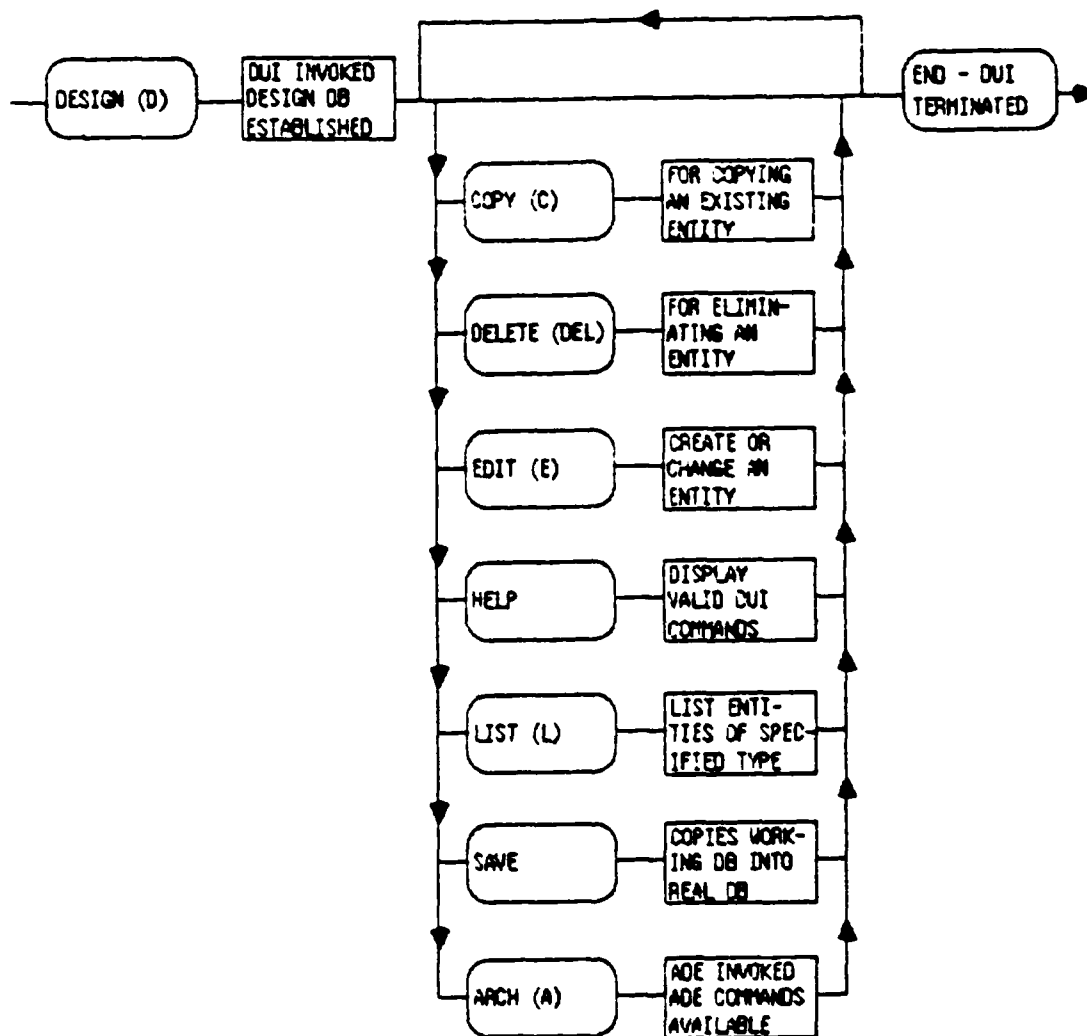 DESIGN (D)
DUI INVOKED
DESIGN DB
ESTABLISHED
END - DUI
TERMINATED
COPY (C)
FOR COPYING
AN EXISTING
ENTITY
DELETE (DEL)
FOR ELIMIN-
ATING AN
ENTITY
EDIT (E)
CREATE OR
CHANGE AN
ENTITY
HELP
DISPLAY
VALID DUI
COMMANDS
LIST (L)
LIST ENTI-
TIES OF SPEC-
IFIED TYPE
SAVE
COPIES WORK-
ING DB INTO
REAL DB
ARCH (A)
ADE INVOKED
ADE COMMANDS
AVAILABLE